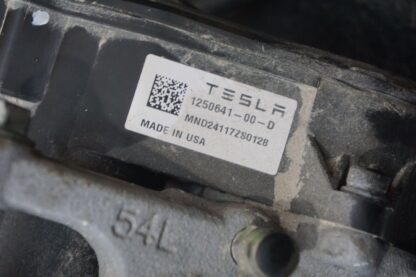 TESLA
1250641-00-D
MND24117Z80128
MADE IN USA
54L